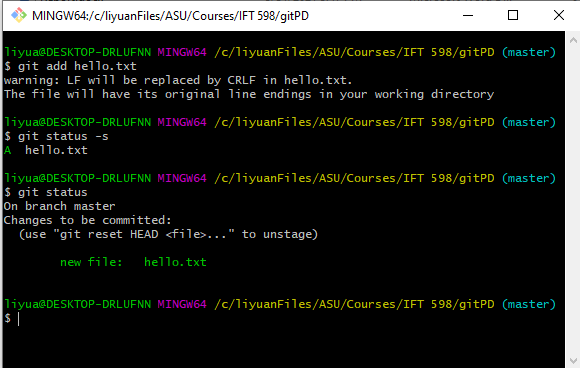 MINGW64:/c/liyuanFiles/ASU/Courses/IFT 598/gitPD
liyua@DESKTOP-DRLUFNN MINGW64 /c/liyuanFiles/ASU/Courses/IFT 598/gitPD (master)
$ git add hello.txt
warning: LF will be replaced by CRLF in hello.txt.
The file will have its original line endings in your working directory
liyua@DESKTOP-DRLUFNN MINGW64 /c/liyuanFiles/ASU/Courses/IFT 598/gitPD (master)
$ git status -s
A  hello.txt
liyua@DESKTOP-DRLUFNN MINGW64 /c/liyuanFiles/ASU/Courses/IFT 598/gitPD (master)
$ git status
On branch master
Changes to be committed:
  (use "git reset HEAD <file>..." to unstage)
        new file:   hello.txt
liyua@DESKTOP-DRLUFNN MINGW64 /c/liyuanFiles/ASU/Courses/IFT 598/gitPD (master)
$